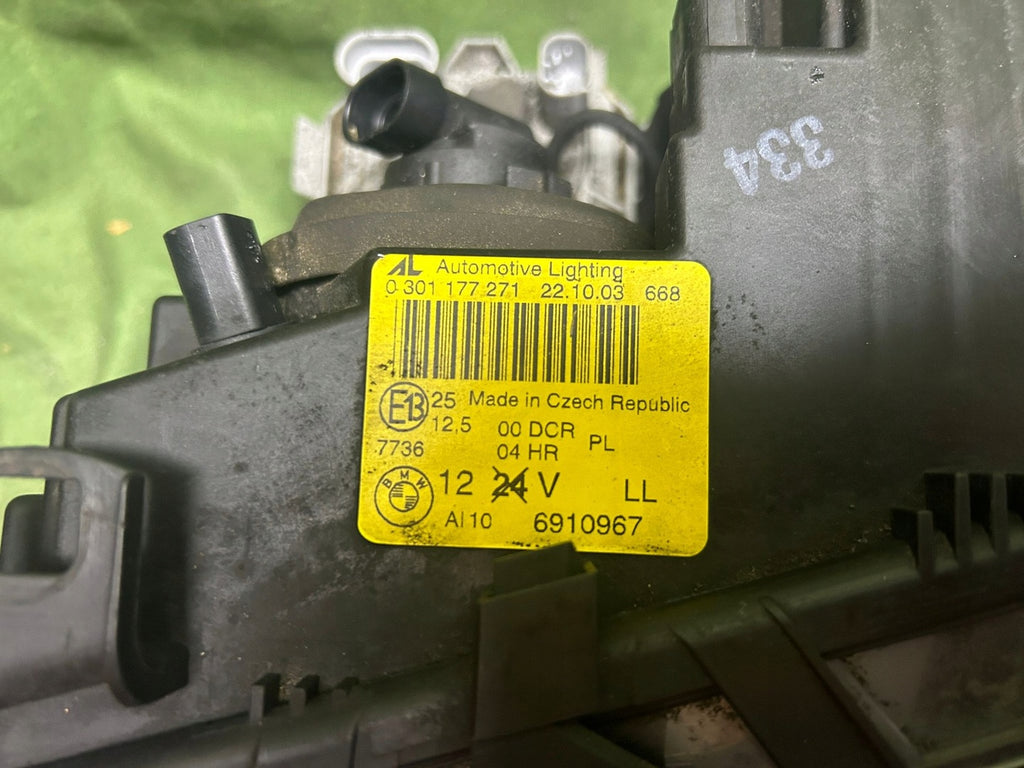 334
AL Automotive Lighting
0 301 177 271 22.10.03 668
E13 25 Made in Czech Republic
12,5 00 DCR PL
7736 04 HR
BMW 12 24 V LL
Al 10 6910967